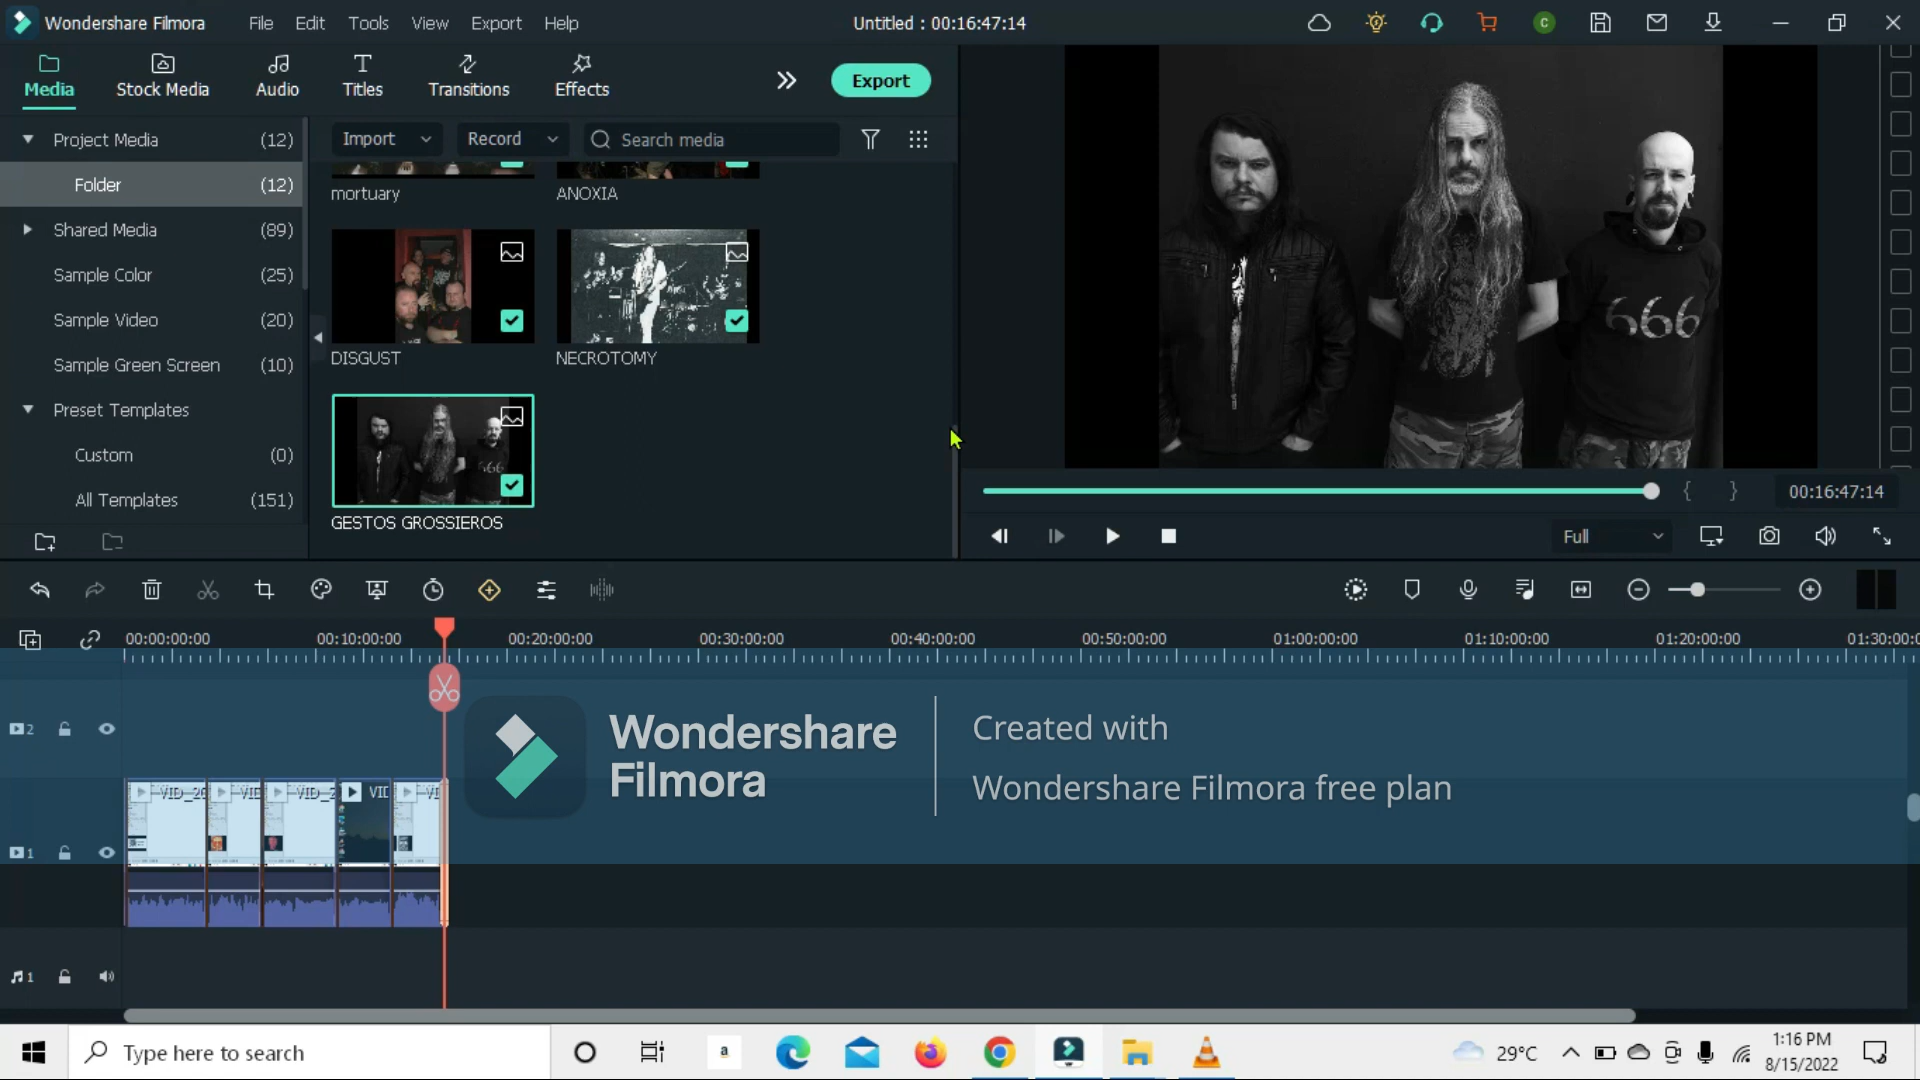 Wondershare Filmora File Edit Tools View Export Help Untitled : 00:16:47:14 C
Media Stock Media Audio Titles Transitions Effects Export
Project Media (12) Import Record Search media
Folder (12)
Shared Media (89)
Sample Color (25)
Sample Video (20)
Sample Green Screen (10)
Preset Templates
Custom (0)
All Templates (151)
mortuary ANOXIA
DISGUST NECROTOMY
GESTOS GROSSIEROS
666
00:16:47:14
Full
00:00:00:00 00:10:00:00 00:20:00:00 00:30:00:00 00:40:00:00 00:50:00:00 01:00:00:00 01:10:00:00 01:20:00:00 01:30:00:0
2
Wondershare
Filmora
Created with
Wondershare Filmora free plan
VID_20 VID VID_2 VID VI
1
1
Type here to search a 29°C 1:16 PM
8/15/2022